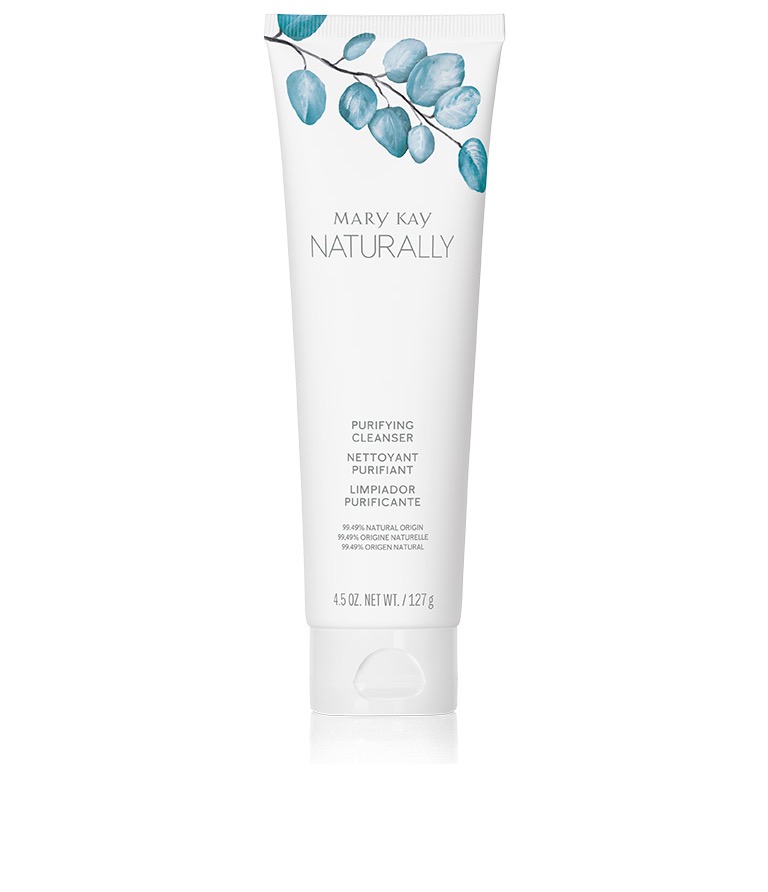 MARY KAY
NATURALLY
PURIFYING
CLEANSER
NETTOYANT
PURIFIANT
LIMPIADOR
PURIFICANTE
99.49% NATURAL ORIGIN
99,49% ORIGINE NATURELLE
99.49% ORIGEN NATURAL
4.5 OZ. NET WT. / 127 g